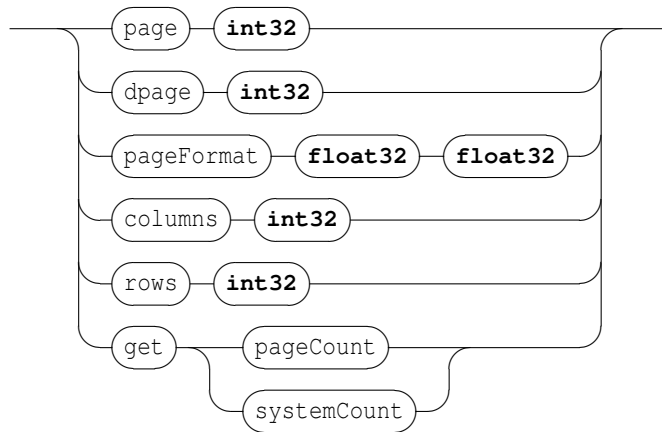 page int32
dpage int32
pageFormat float32 float32
columns int32
rows int32
get pageCount
systemCount